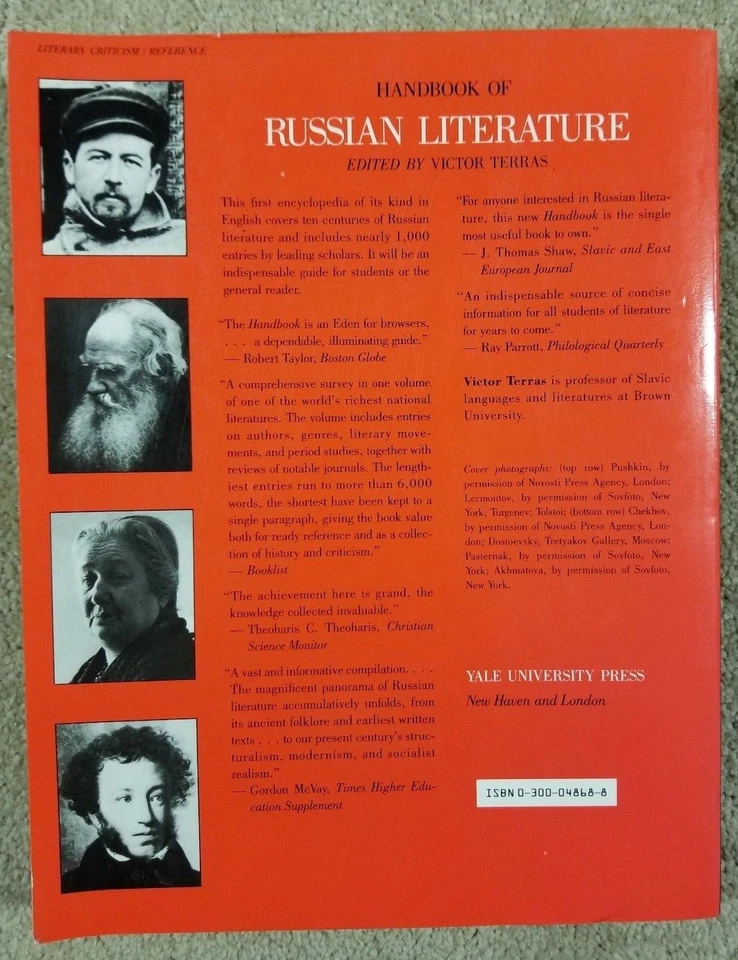 LITERARY CRITICISM / REFERENCE
HANDBOOK OF
RUSSIAN LITERATURE
EDITED BY VICTOR TERRAS
This first encyclopedia of its kind in
English covers ten centuries of Russian
literature and includes nearly 1,000
entries by leading scholars. It will be an
indispensable guide for students or the
general reader.
“The Handbook is an Eden for browsers,
. . . a dependable, illuminating guide.”
— Robert Taylor, Boston Globe
“A comprehensive survey in one volume
of one of the world’s richest national
literatures. The volume includes entries
on authors, genres, literary move-
ments, and period studies, together with
reviews of notable journals. The length-
iest entries run to more than 6,000
words, the shortest have been kept to a
single paragraph, giving the book value
both for ready reference and as a collec-
tion of history and criticism.”
— Booklist
“The achievement here is grand, the
knowledge collected invaluable.”
— Theoharis C. Theoharis, Christian
Science Monitor
“A vast and informative compilation. . . .
The magnificent panorama of Russian
literature accumulatively unfolds, from
its ancient folklore and earliest written
texts . . . to our present century’s struc-
turalism, modernism, and socialist
realism.”
— Gordon McVay, Times Higher Edu-
cation Supplement
“For anyone interested in Russian litera-
ture, this new Handbook is the single
most useful book to own.”
— J. Thomas Shaw, Slavic and East
European Journal
“An indispensable source of concise
information for all students of literature
for years to come.”
— Ray Parrott, Philological Quarterly
Victor Terras is professor of Slavic
languages and literatures at Brown
University.
Cover photographs: (top row) Pushkin, by
permission of Novosti Press Agency, London;
Lermontov, by permission of Sovfoto, New
York; Turgenev; Tolstoi; (bottom row) Chekhov,
by permission of Novosti Press Agency, Lon-
don; Dostoevsky, Tretyakov Gallery, Moscow;
Pasternak, by permission of Sovfoto, New
York; Akhmatova, by permission of Sovfoto,
New York.
YALE UNIVERSITY PRESS
New Haven and London
ISBN 0-300-04868-8